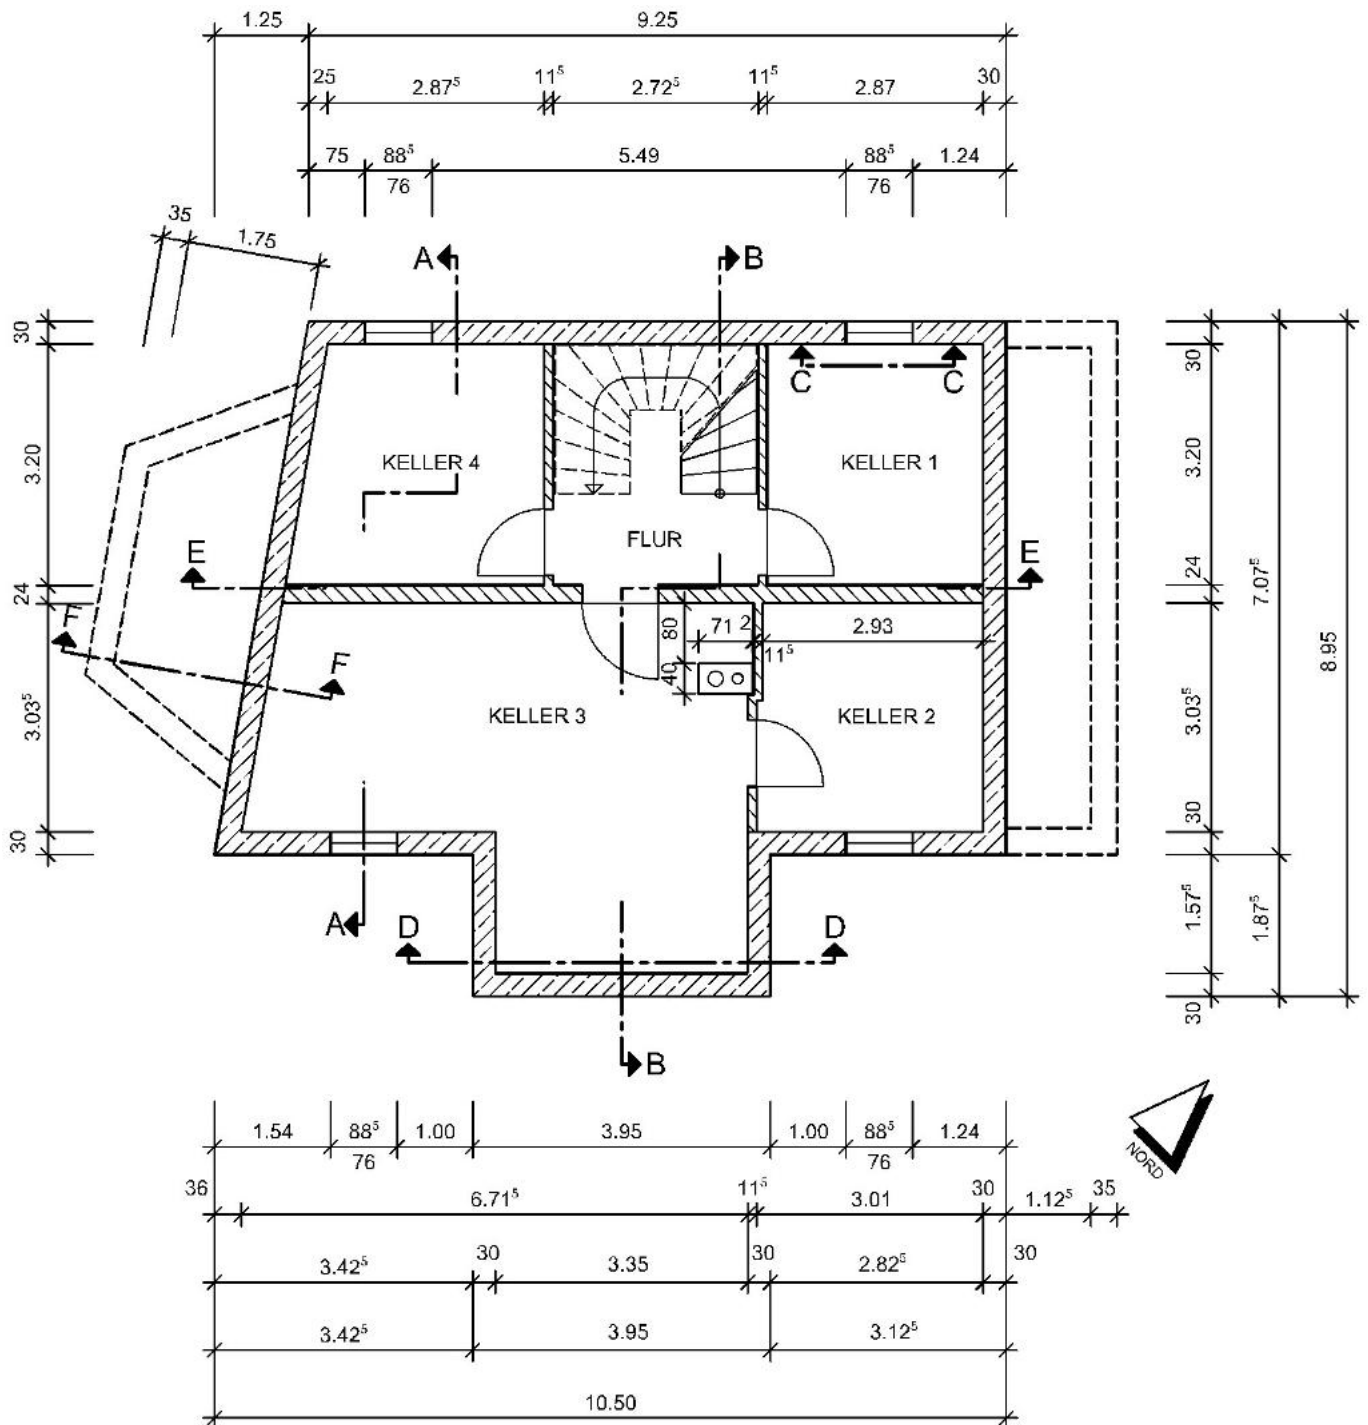 1.25 9.25
25 2.87⁵ 11⁵ 2.72⁵ 11⁵ 2.87 30
75 88⁵ 5.49 88⁵ 1.24
76 76
35 1.75
A B
30 30
C C
3.20 KELLER 4 KELLER 1 3.20
FLUR
E E
24 24 7.07⁵
F 80 71 2 2.93 8.95
11⁵
F 40
3.03⁵ KELLER 3 KELLER 2 3.03⁵
30 30
A D D 1.57⁵ 1.87⁵
30
B
NORD
1.54 88⁵ 1.00 3.95 1.00 88⁵ 1.24
76 76
36 6.71⁵ 11⁵ 3.01 30 1.12⁵ 35
3.42⁵ 30 3.35 30 2.82⁵ 30
3.42⁵ 3.95 3.12⁵
10.50